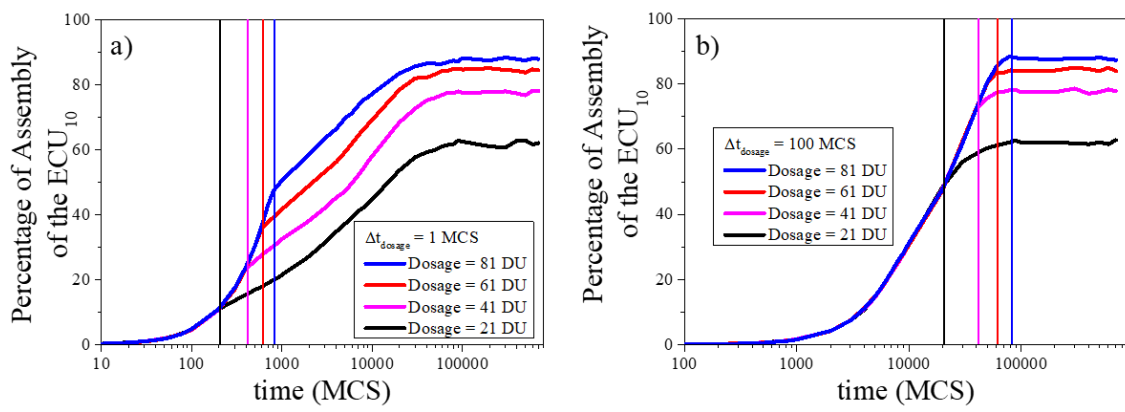 a)
Percentage of Assembly
of the ECU10
100
80
60
40
20
0
Δtdosage = 1 MCS
Dosage = 81 DU
Dosage = 61 DU
Dosage = 41 DU
Dosage = 21 DU
10 100 1000 10000 100000
time (MCS)
b)
Percentage of Assembly
of the ECU10
100
80
60
40
20
0
Δtdosage = 100 MCS
Dosage = 81 DU
Dosage = 61 DU
Dosage = 41 DU
Dosage = 21 DU
100 1000 10000 100000
time (MCS)